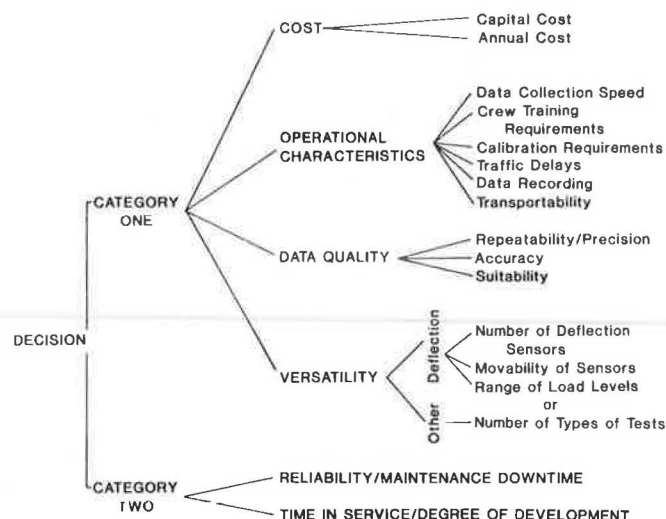 COST
Capital Cost
Annual Cost
OPERATIONAL
CHARACTERISTICS
Data Collection Speed
Crew Training
Requirements
Calibration Requirements
Traffic Delays
Data Recording
Transportability
CATEGORY
ONE
DATA QUALITY
Repeatability/Precision
Accuracy
Suitability
DECISION
VERSATILITY
Deflection
Number of Deflection
Sensors
Movability of Sensors
Range of Load Levels
or
Other
Number of Types of Tests
CATEGORY
TWO
RELIABILITY/MAINTENANCE DOWNTIME
TIME IN SERVICE/DEGREE OF DEVELOPMENT